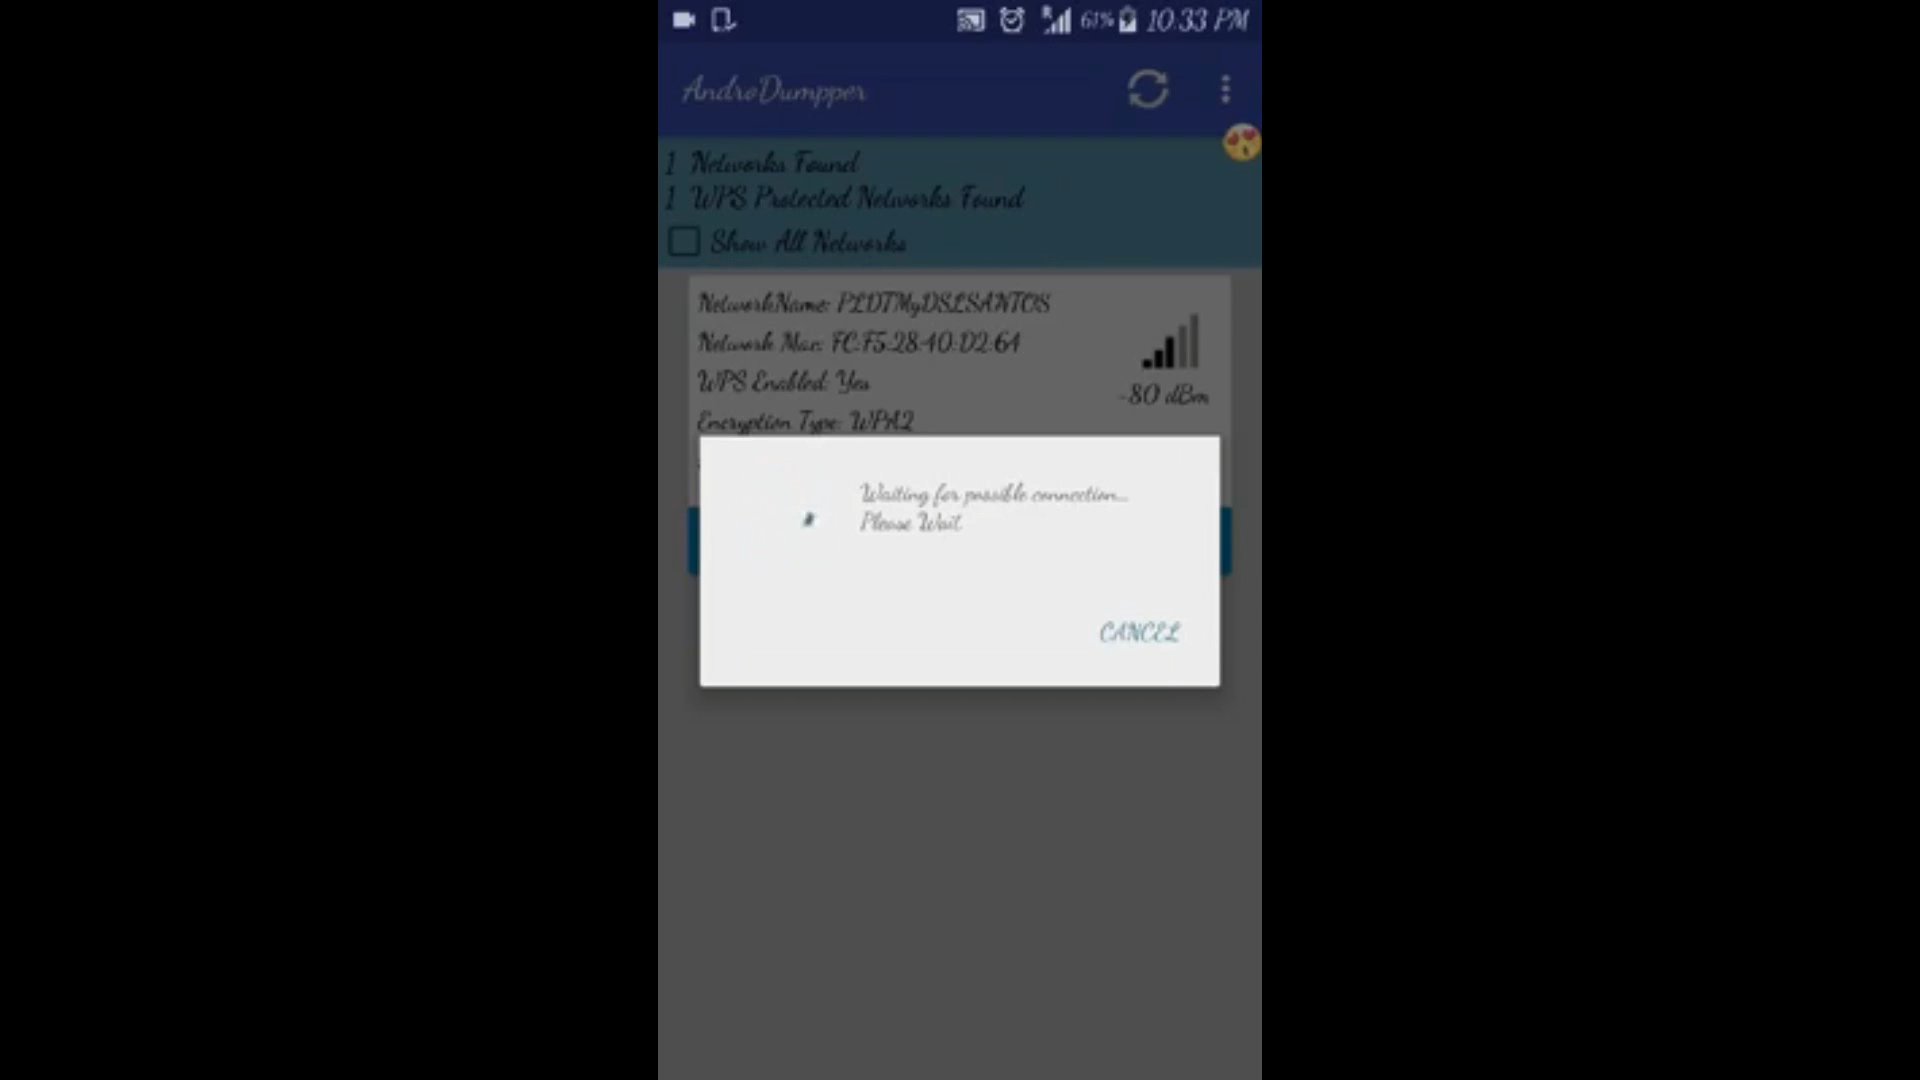 61% 10.33 PM
AndroDumpper
1 Networks Found
1 WPS Protected Networks Found
Show All Networks
NetworkName: PLDTMyDSLSANTOS
Network Mac: FC:F5:28:40:D2:64
WPS Enabled: Yes
-80 dBm
Encryption Type: WPA2
Waiting for possible connection...
Please Wait
CANCEL